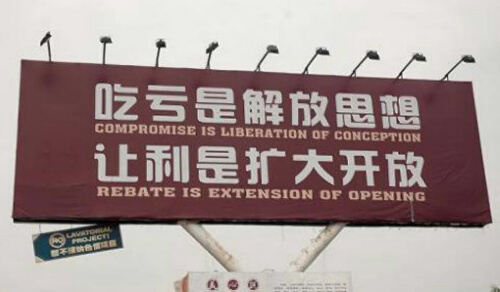 吃亏是解放思想
COMPROMISE IS LIBERATION OF CONCEPTION
让利是扩大开放
REBATE IS EXTENSION OF OPENING
NO
LAVATORIAL
PROJECT!